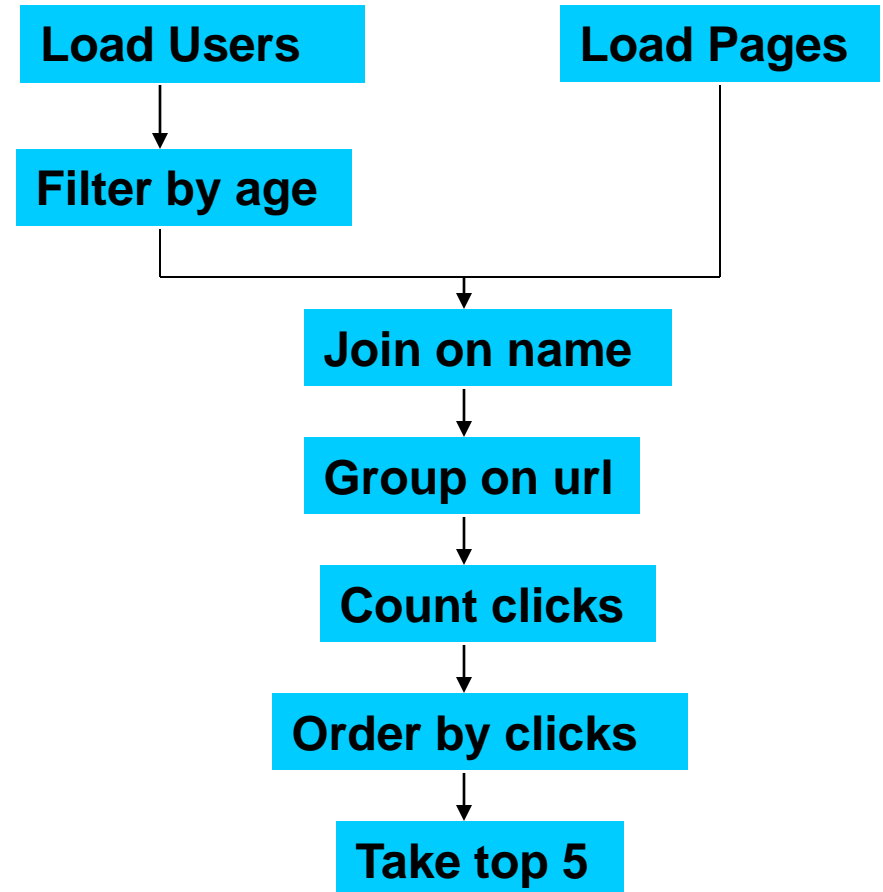 Load Users
Load Pages
Filter by age
Join on name
Group on url
Count clicks
Order by clicks
Take top 5